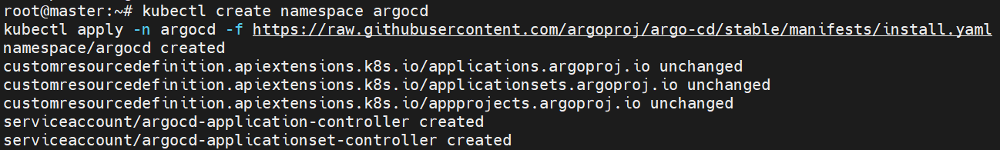 root@master:~# kubectl create namespace argocd
kubectl apply -n argocd -f https://raw.githubusercontent.com/argoproj/argo-cd/stable/manifests/install.yaml
namespace/argocd created
customresourcedefinition.apiextensions.k8s.io/applications.argoproj.io unchanged
customresourcedefinition.apiextensions.k8s.io/applicationsets.argoproj.io unchanged
customresourcedefinition.apiextensions.k8s.io/appprojects.argoproj.io unchanged
serviceaccount/argocd-application-controller created
serviceaccount/argocd-applicationset-controller created